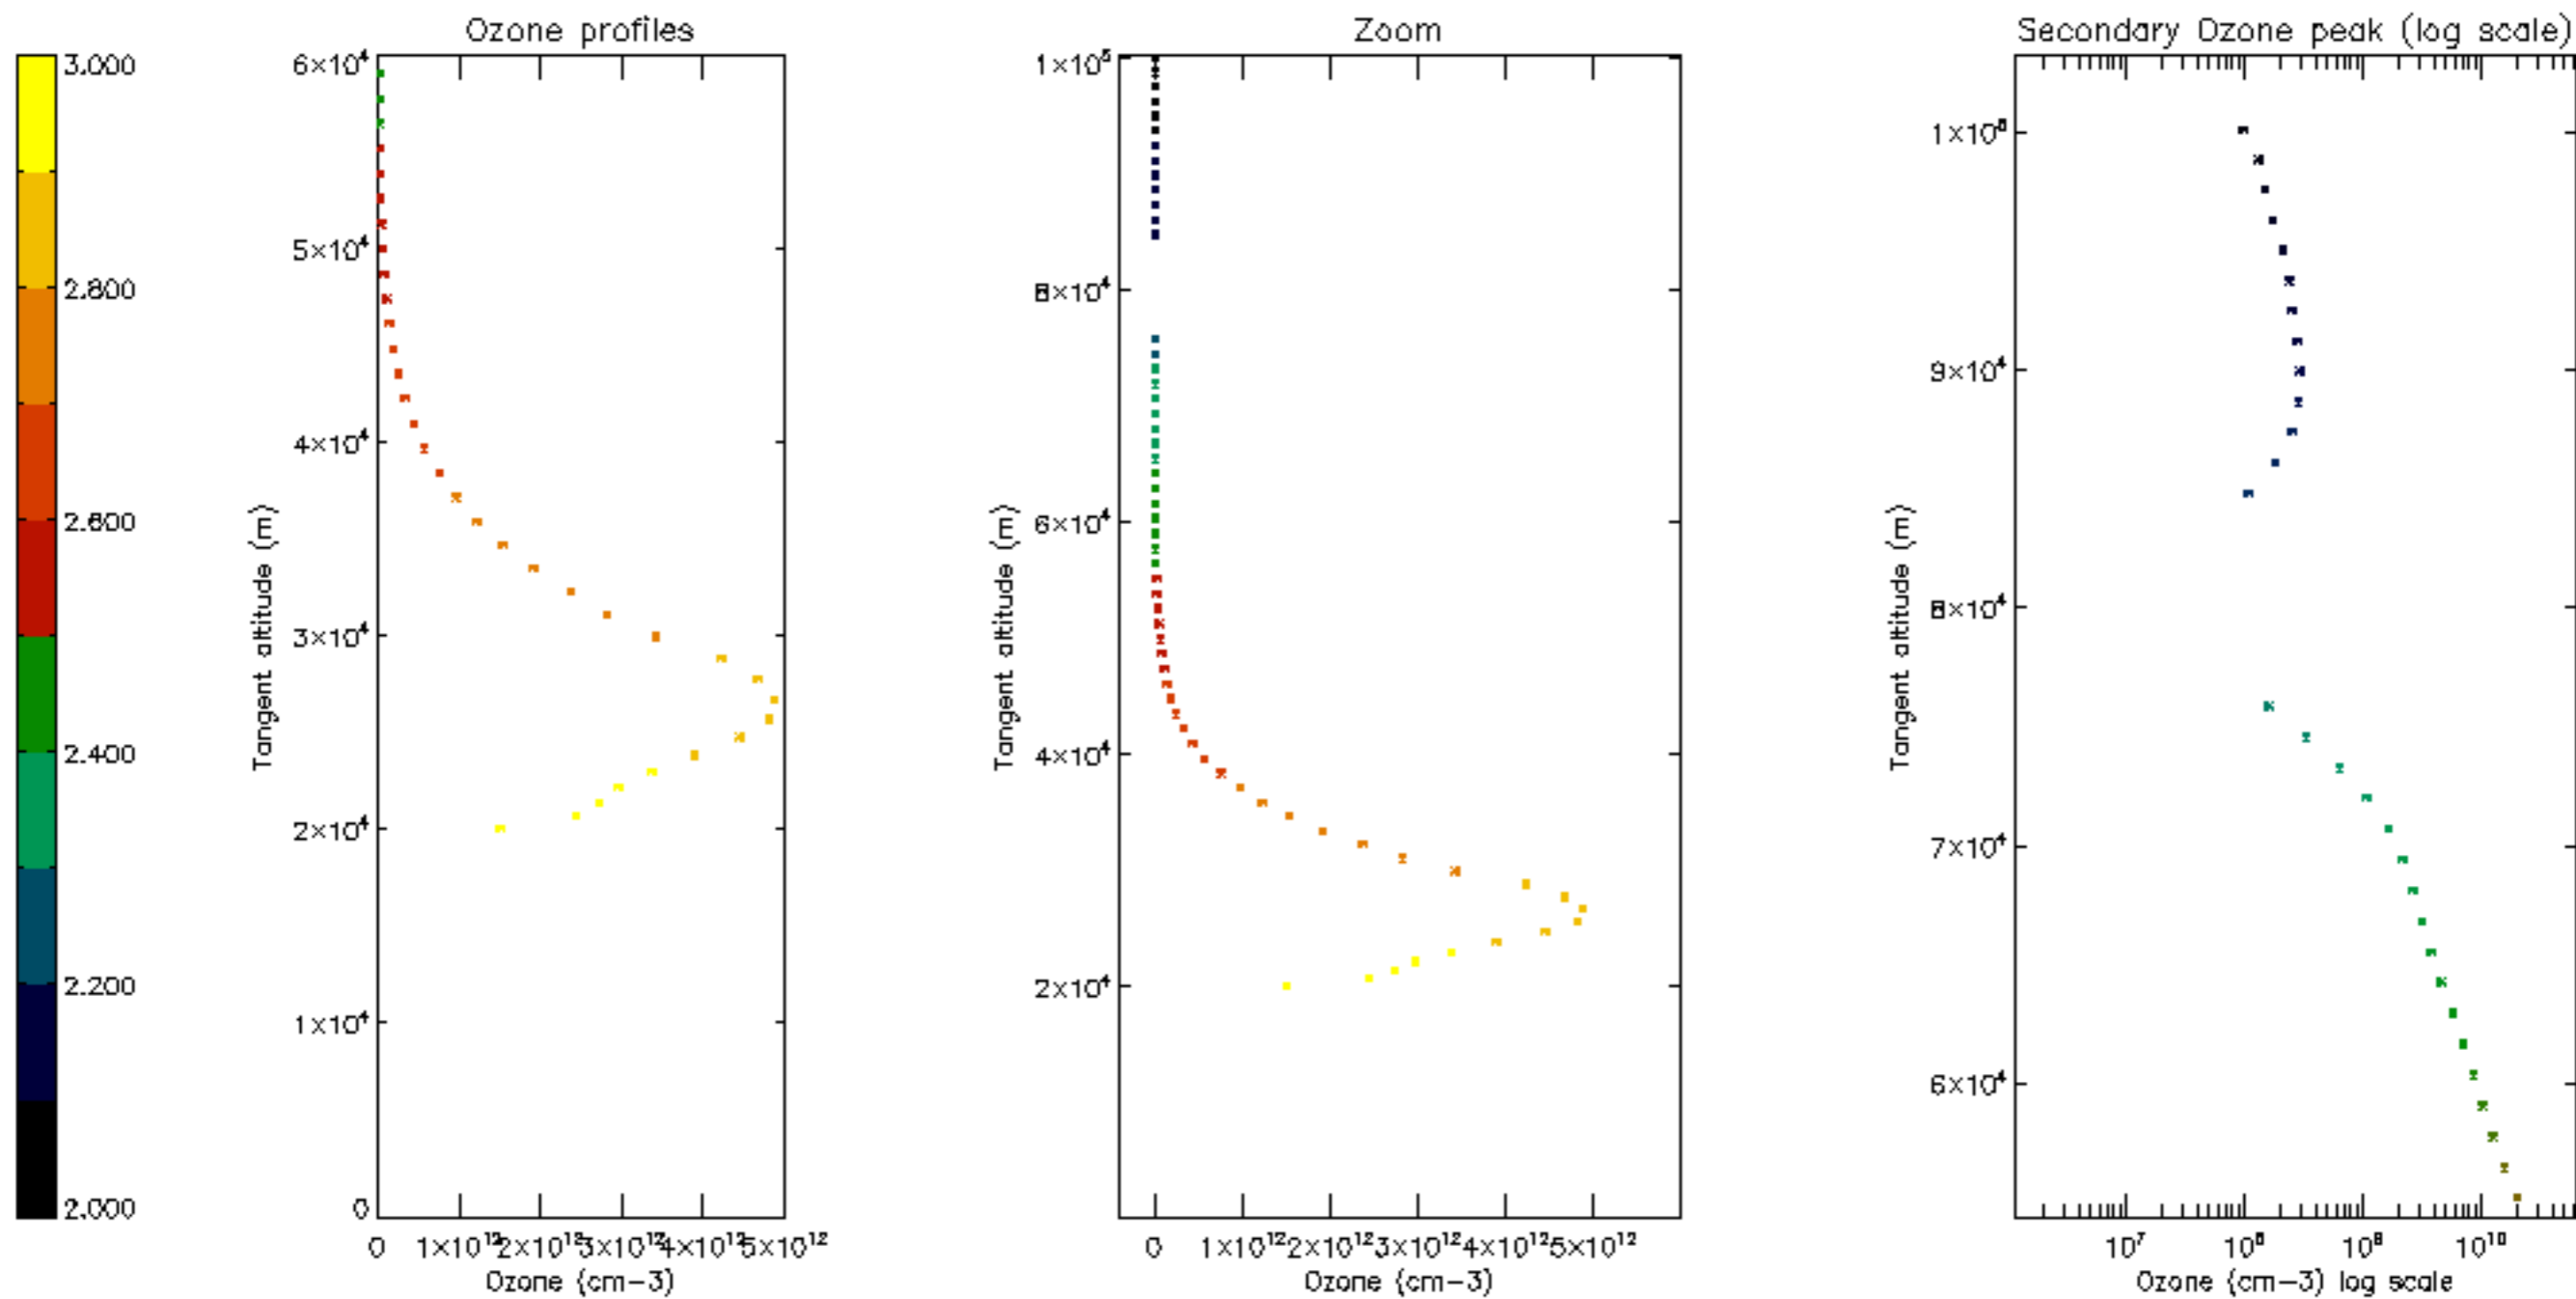 3.000
2.800
2.600
2.400
2.200
2.000
Ozone profiles
6×10⁴
5×10⁴
4×10⁴
3×10⁴
2×10⁴
1×10⁴
0
Tangent altitude (m)
0 1×10¹² 2×10¹² 3×10¹² 4×10¹² 5×10¹²
Ozone (cm-3)
Zoom
1×10⁵
8×10⁴
6×10⁴
4×10⁴
2×10⁴
Tangent altitude (m)
0 1×10¹² 2×10¹² 3×10¹² 4×10¹² 5×10¹²
Ozone (cm-3)
Secondary Ozone peak (log scale)
1×10⁵
9×10⁴
8×10⁴
7×10⁴
6×10⁴
Tangent altitude (m)
10⁷ 10⁸ 10⁹ 10¹⁰
Ozone (cm-3) log scale